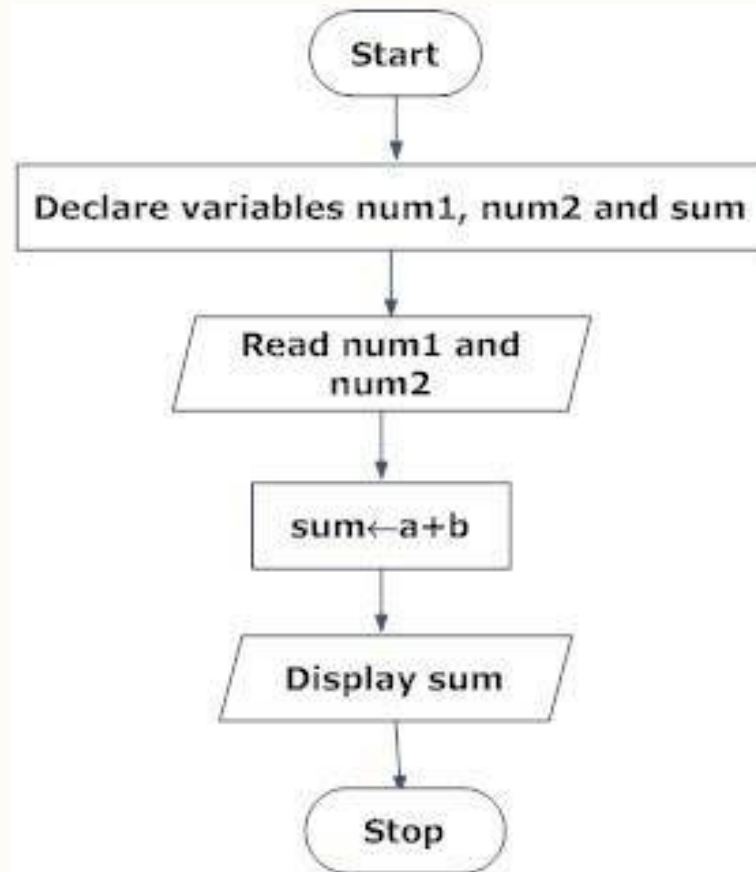 Start
Declare variables num1, num2 and sum
Read num1 and
num2
sum←a+b
Display sum
Stop